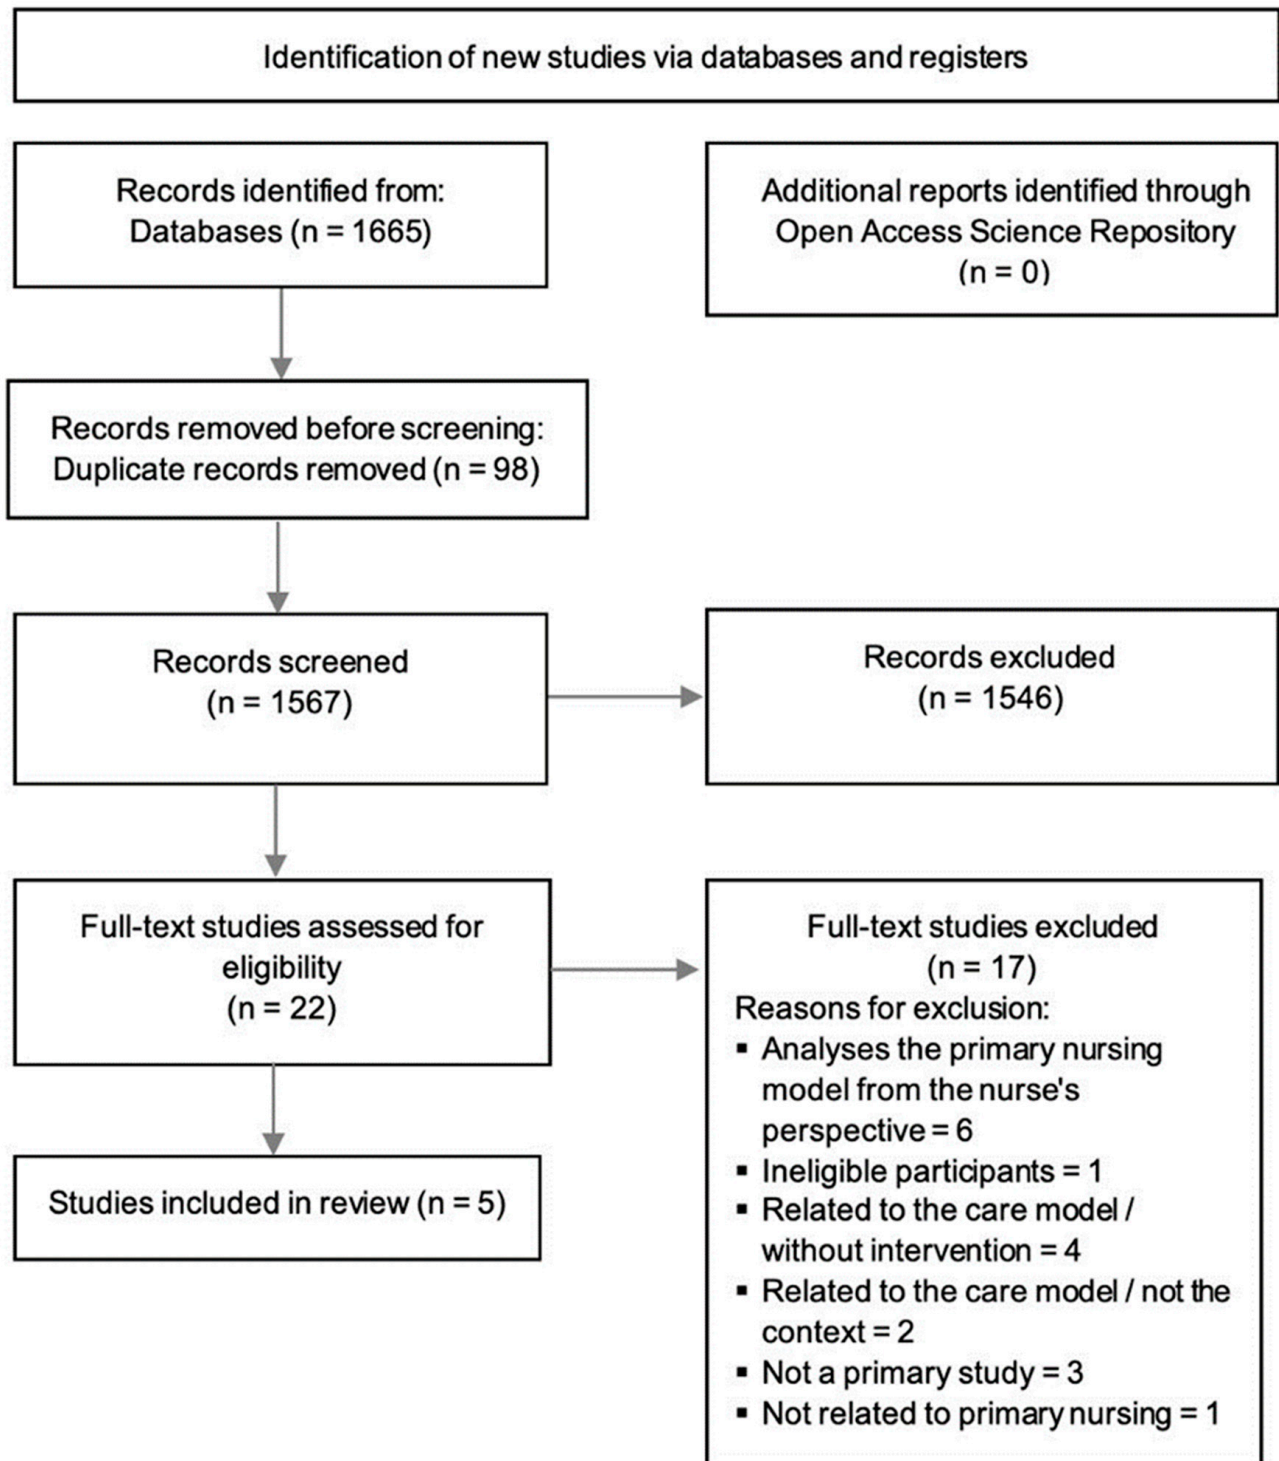 Identification of new studies via databases and registers
Records identified from:
Databases (n = 1665)
Additional reports identified through
Open Access Science Repository
(n = 0)
Records removed before screening:
Duplicate records removed (n = 98)
Records screened
(n = 1567)
Records excluded
(n = 1546)
Full-text studies assessed for
eligibility
(n = 22)
Full-text studies excluded
(n = 17)
Reasons for exclusion:
▪ Analyses the primary nursing
model from the nurse's
perspective = 6
▪ Ineligible participants = 1
▪ Related to the care model /
without intervention = 4
▪ Related to the care model / not the
context = 2
▪ Not a primary study = 3
▪ Not related to primary nursing = 1
Studies included in review (n = 5)